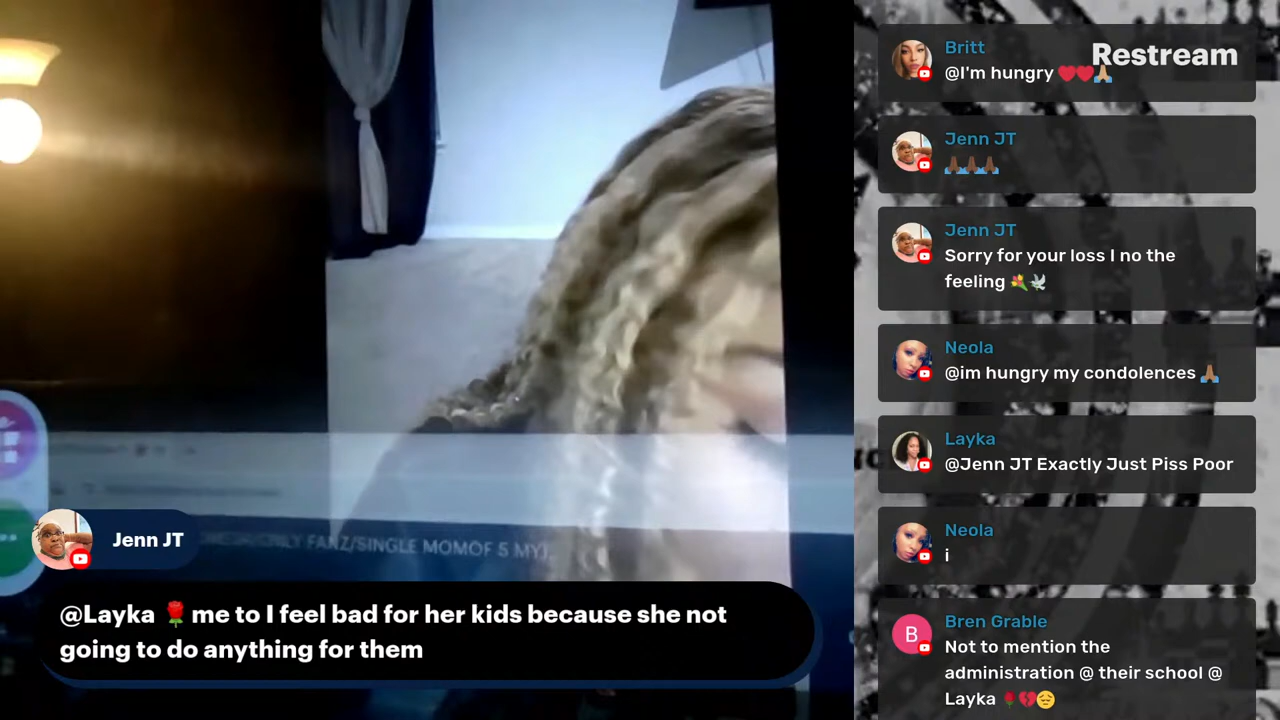 Restream
Britt
@I'm hungry ❤️❤️🙏🏽
Jenn JT
🙏🏾🙏🏾🙏🏾
Jenn JT
Sorry for your loss I no the
feeling 💐🕊️
Neola
@im hungry my condolences 🙏🏽
Layka
@Jenn JT Exactly Just Piss Poor
Neola
i
B
Bren Grable
Not to mention the
administration @ their school @
Layka 🌹💔😔
FANZ/SINGLE MOMOF 5 MY).
Jenn JT
@Layka 🌹me to I feel bad for her kids because she not
going to do anything for them